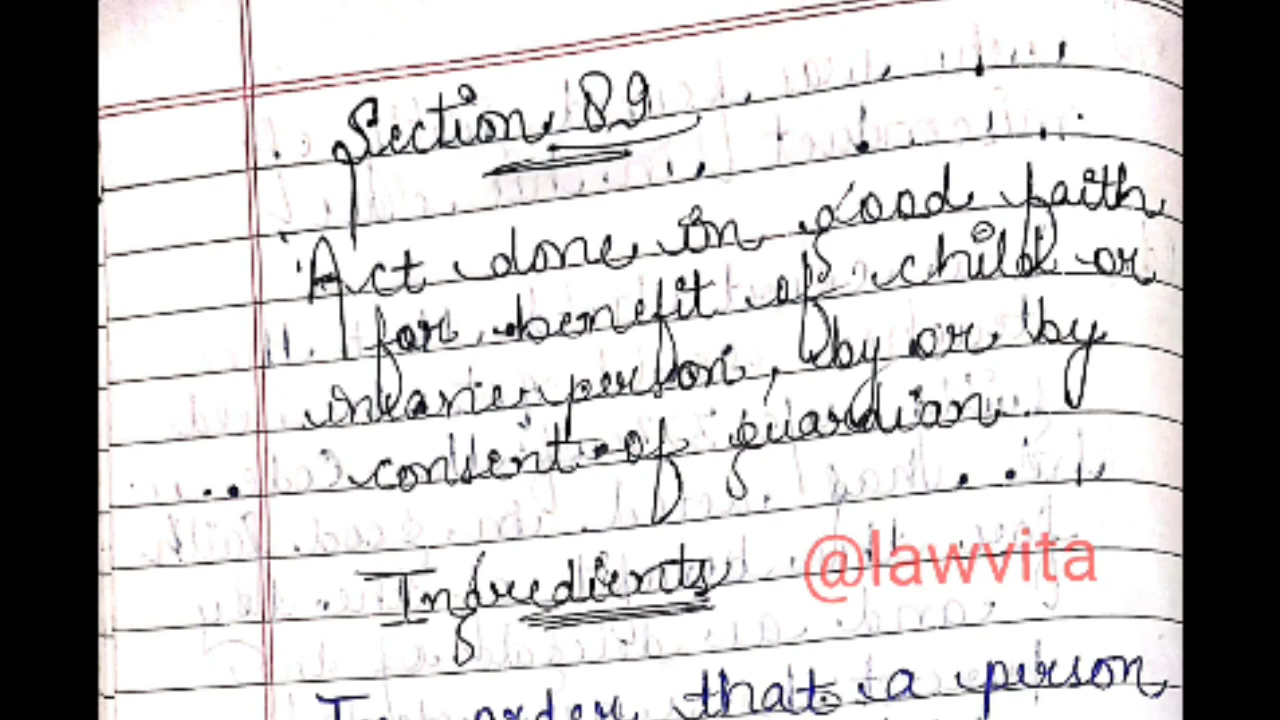 Section 89
Act done in good faith
for benefit of child or
insane person, by or by
consent of guardian.
Ingredients
@lawvita
In order that a person